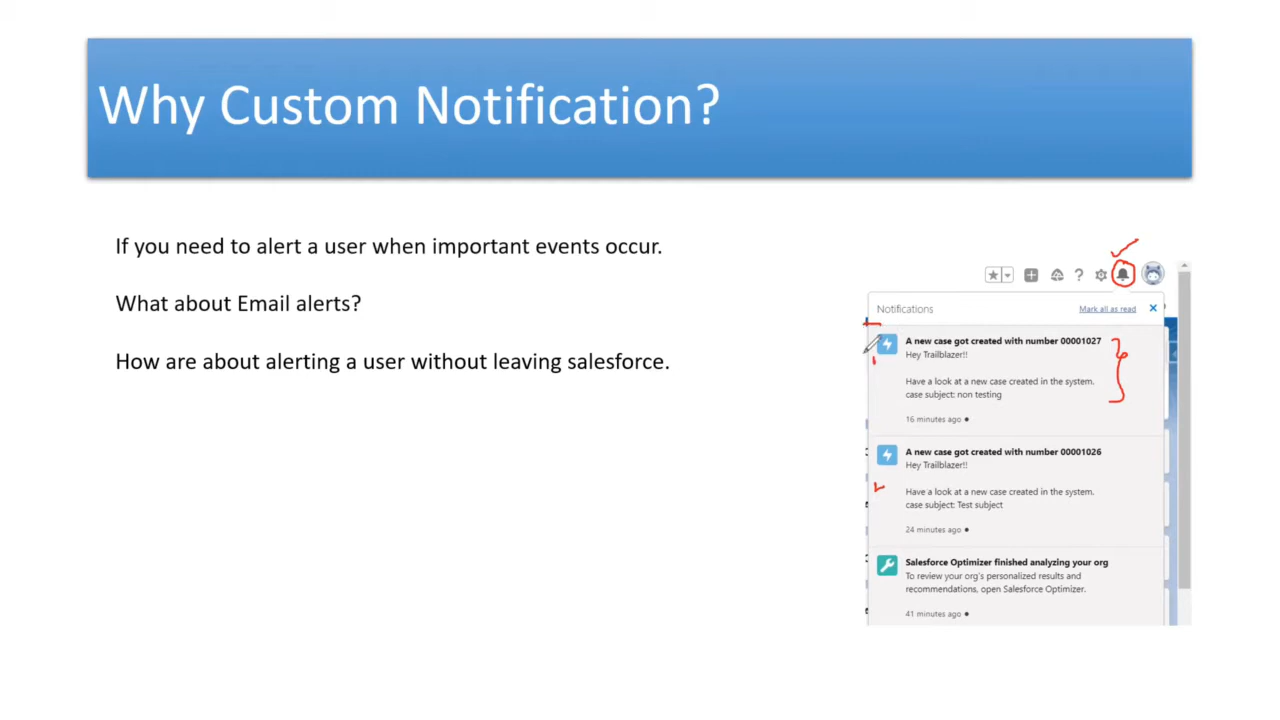 Why Custom Notification?
If you need to alert a user when important events occur.
What about Email alerts?
How are about alerting a user without leaving salesforce.
Notifications
Mark all as read
A new case got created with number 00001027
Hey Trailblazer!!
Have a look at a new case created in the system,
case subject: non testing
16 minutes ago
A new case got created with number 00001026
Hey Trailblazer!!
Have a look at a new case created in the system,
case subject: Test subject
24 minutes ago
Salesforce Optimizer finished analyzing your org
To review your org's personalized results and
recommendations, open Salesforce Optimizer.
41 minutes ago